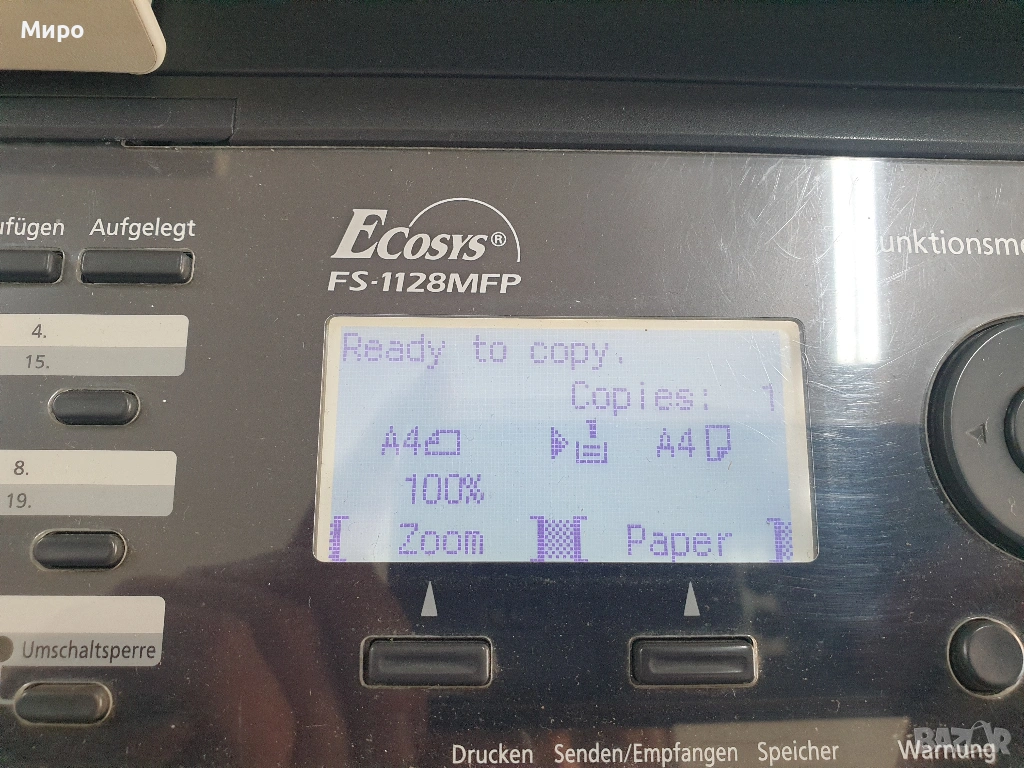 Миро
ufügen Aufgelegt
ECOSYS®
FS-1128MFP
unktionsme
4.
15.
Ready to copy.
Copies: 1
A4 A4
100%
8.
19.
Zoom Paper
Umschaltsperre
Drucken Senden/Empfangen Speicher Warnung
BAZAR